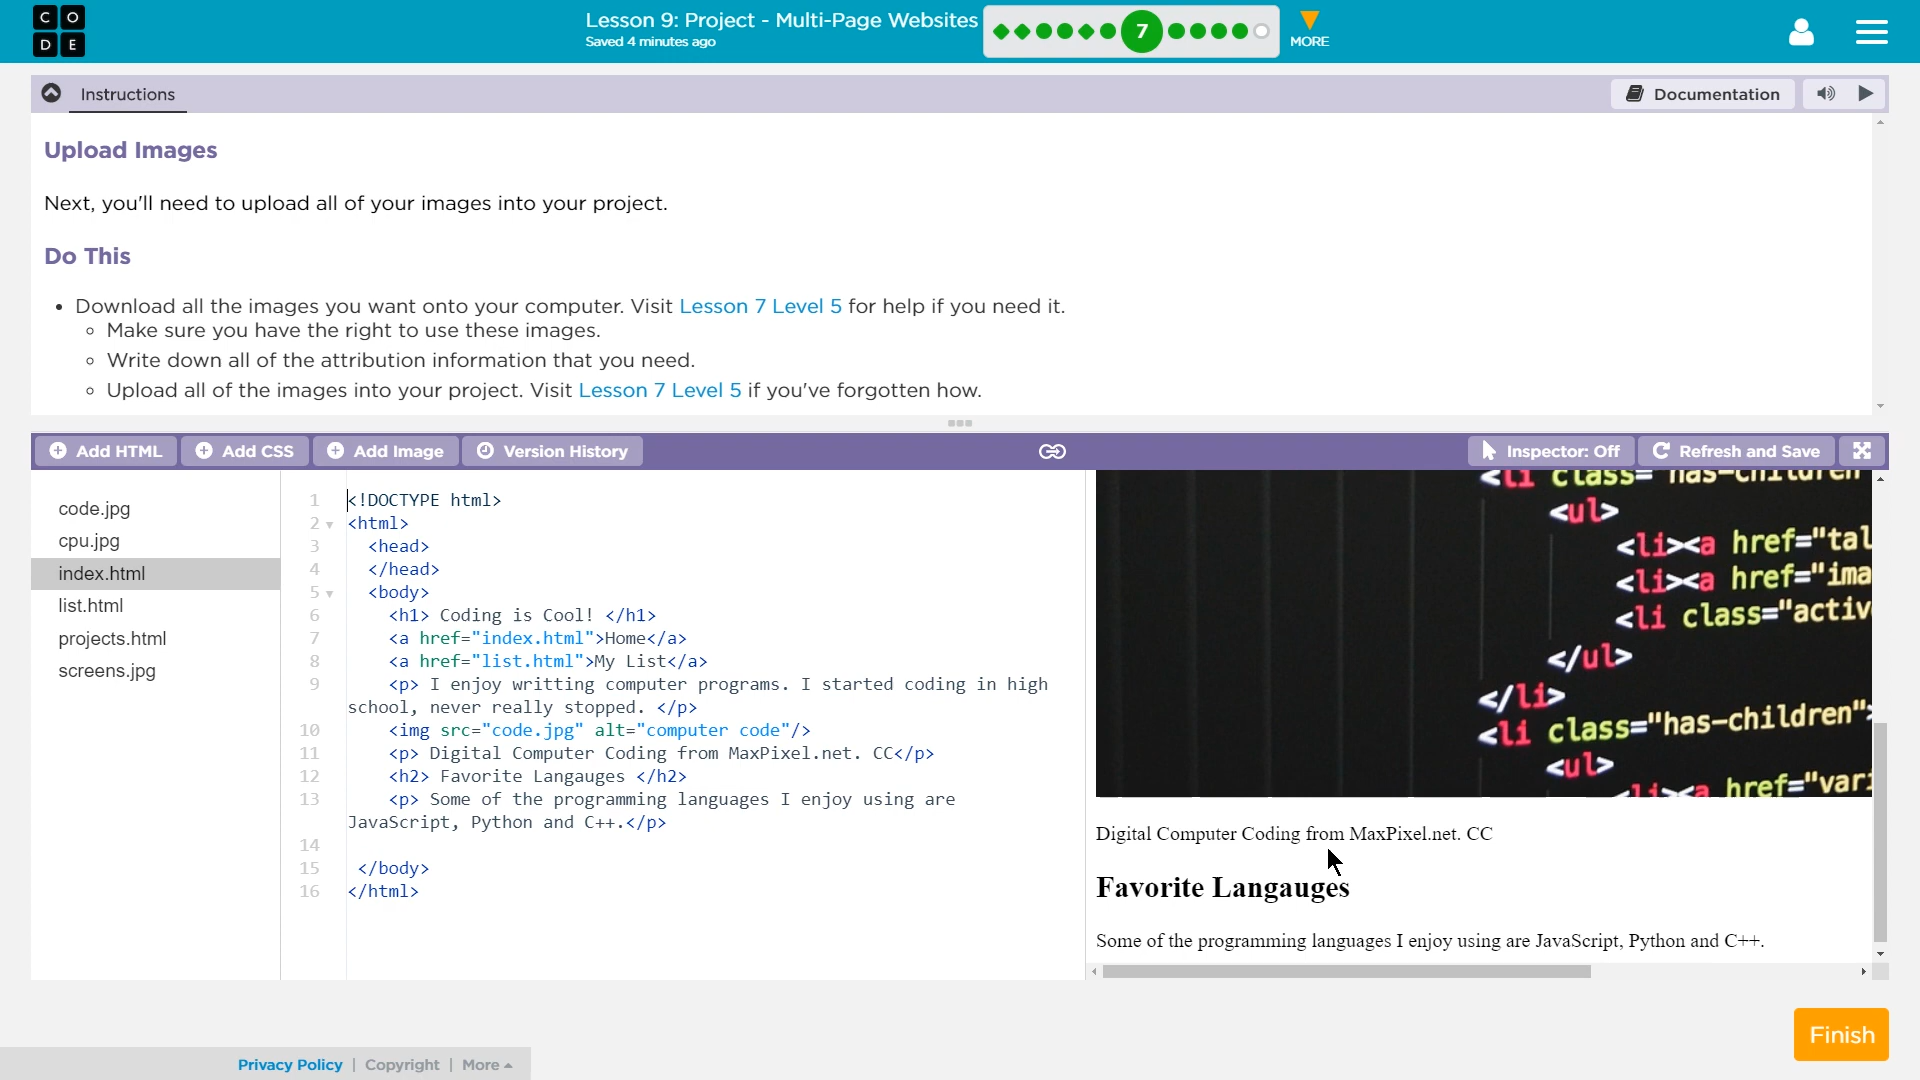 CODE
Lesson 9: Project - Multi-Page Websites
Saved 4 minutes ago
7
MORE
Instructions
Documentation
Upload Images
Next, you'll need to upload all of your images into your project.
Do This
• Download all the images you want onto your computer. Visit Lesson 7 Level 5 for help if you need it.
◦ Make sure you have the right to use these images.
◦ Write down all of the attribution information that you need.
◦ Upload all of the images into your project. Visit Lesson 7 Level 5 if you've forgotten how.
Add HTML
Add CSS
Add Image
Version History
Inspector: Off
Refresh and Save
code.jpg
cpu.jpg
index.html
list.html
projects.html
screens.jpg
1 <!DOCTYPE html>
2 <html>
3 <head>
4 </head>
5 <body>
6 <h1> Coding is Cool! </h1>
7 <a href="index.html">Home</a>
8 <a href="list.html">My List</a>
9 <p> I enjoy writting computer programs. I started coding in high
school, never really stopped. </p>
10 <img src="code.jpg" alt="computer code"/>
11 <p> Digital Computer Coding from MaxPixel.net. CC</p>
12 <h2> Favorite Langauges </h2>
13 <p> Some of the programming languages I enjoy using are
JavaScript, Python and C++.</p>
14
15 </body>
16 </html>
<li class="has-children"
<ul>
<li><a href="tal
<li><a href="ima
<li class="activ
</ul>
</li>
<li class="has-children">
<ul>
<li><a href="vari
Digital Computer Coding from MaxPixel.net. CC
Favorite Langauges
Some of the programming languages I enjoy using are JavaScript, Python and C++.
Finish
Privacy Policy | Copyright | More